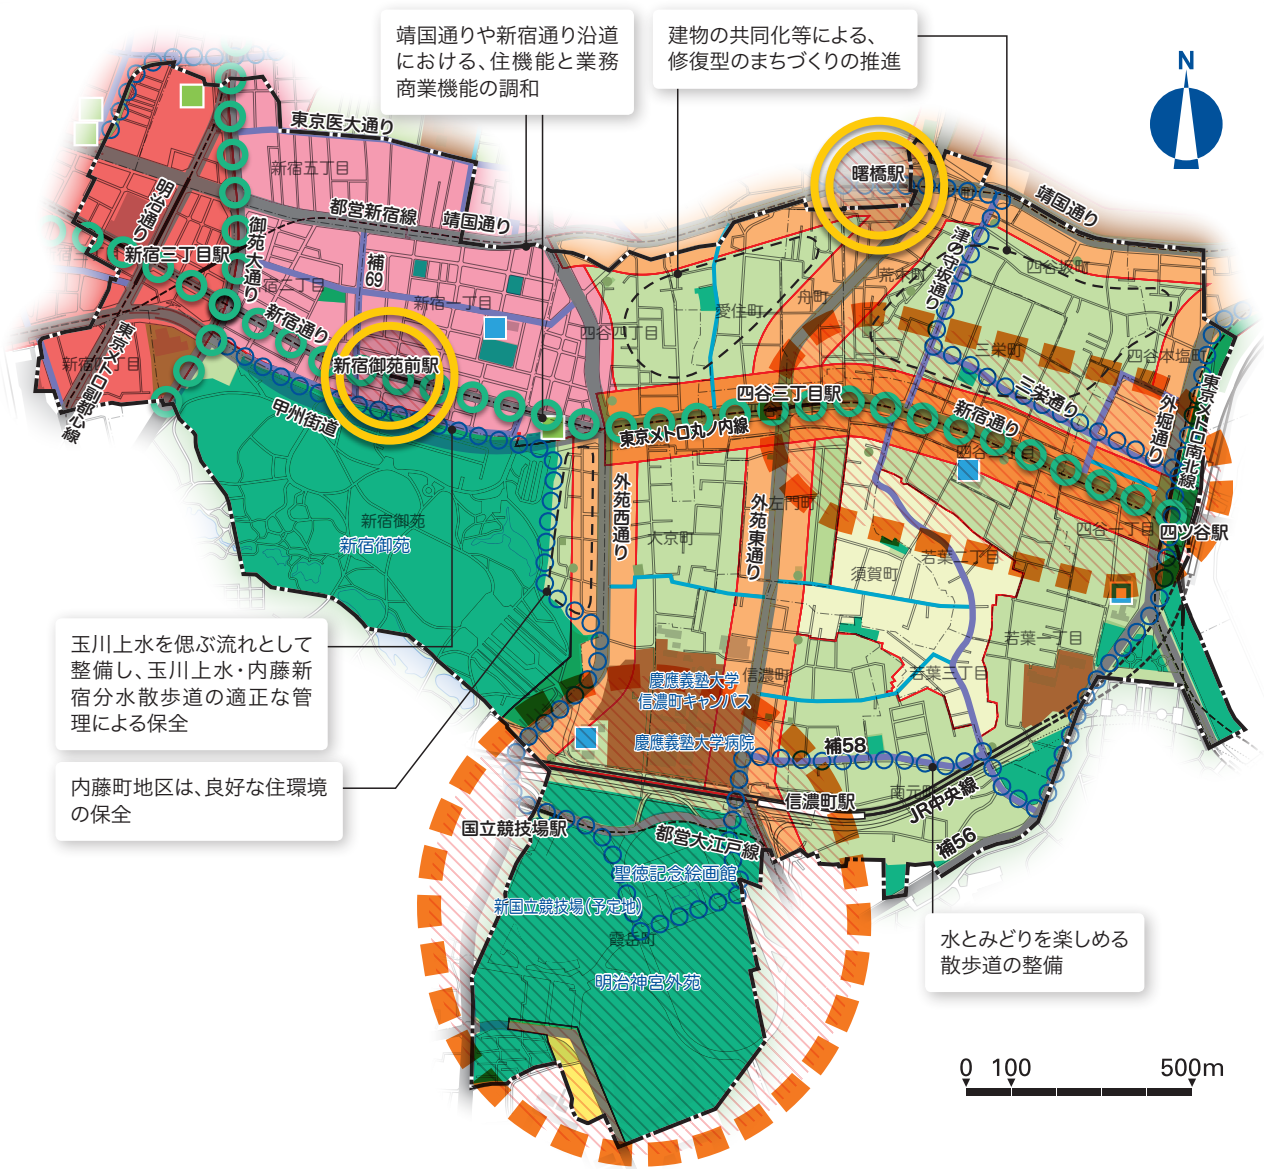 靖国通りや新宿通り沿道
における、住機能と業務
商業機能の調和
建物の共同化等による、
修復型のまちづくりの推進
N
東京医大通り
新宿五丁目
明治通り
都営新宿線
靖国通り
曙橋駅
靖国通り
新宿三丁目駅
御苑大通り
補69
津の守坂通り
荒木町
四谷坂町
宿二丁目
新宿一丁目
舟町
愛住町
新宿通り
四谷四丁目
三栄町
四谷本塩町
東京メトロ副都心線
新宿御苑前駅
四谷三丁目駅
三栄通り
外堀通り
東京メトロ南北線
甲州街道
東京メトロ丸ノ内線
新宿通り
外苑西通り
外苑東通り
左門町
四谷一丁目
四ツ谷駅
新宿御苑
新宿御苑
大京町
須賀町
若葉二丁目
若葉一丁目
若葉三丁目
玉川上水を偲ぶ流れとして
整備し、玉川上水・内藤新
宿分水散歩道の適正な管
理による保全
慶應義塾大学
信濃町キャンパス
信濃町
慶應義塾大学病院
補58
内藤町地区は、良好な住環境
の保全
信濃町駅
南元町
JR中央線
国立競技場駅
都営大江戸線
補56
聖徳記念絵画館
新国立競技場(予定地)
霞岳町
明治神宮外苑
水とみどりを楽しめる
散歩道の整備
0 100 500m